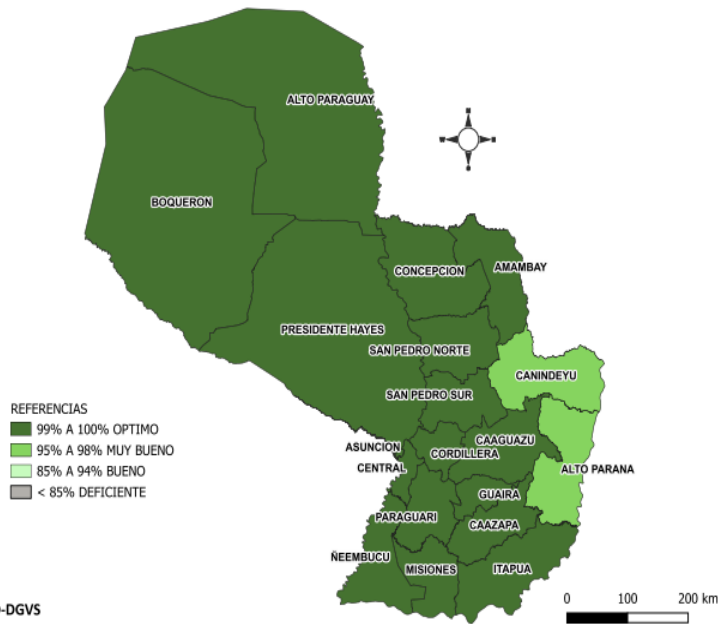 ALTO PARAGUAY
BOQUERON
CONCEPCION
AMAMBAY
PRESIDENTE HAYES
SAN PEDRO NORTE
CANINDEYU
SAN PEDRO SUR
REFERENCIAS
99% A 100% OPTIMO
95% A 98% MUY BUENO
85% A 94% BUENO
< 85% DEFICIENTE
ASUNCION
CENTRAL
CAAGUAZU
CORDILLERA
ALTO PARANA
GUAIRA
PARAGUARI
CAAZAPA
ÑEEMBUCU
MISIONES
ITAPUA
0 100 200 km
-DGVS